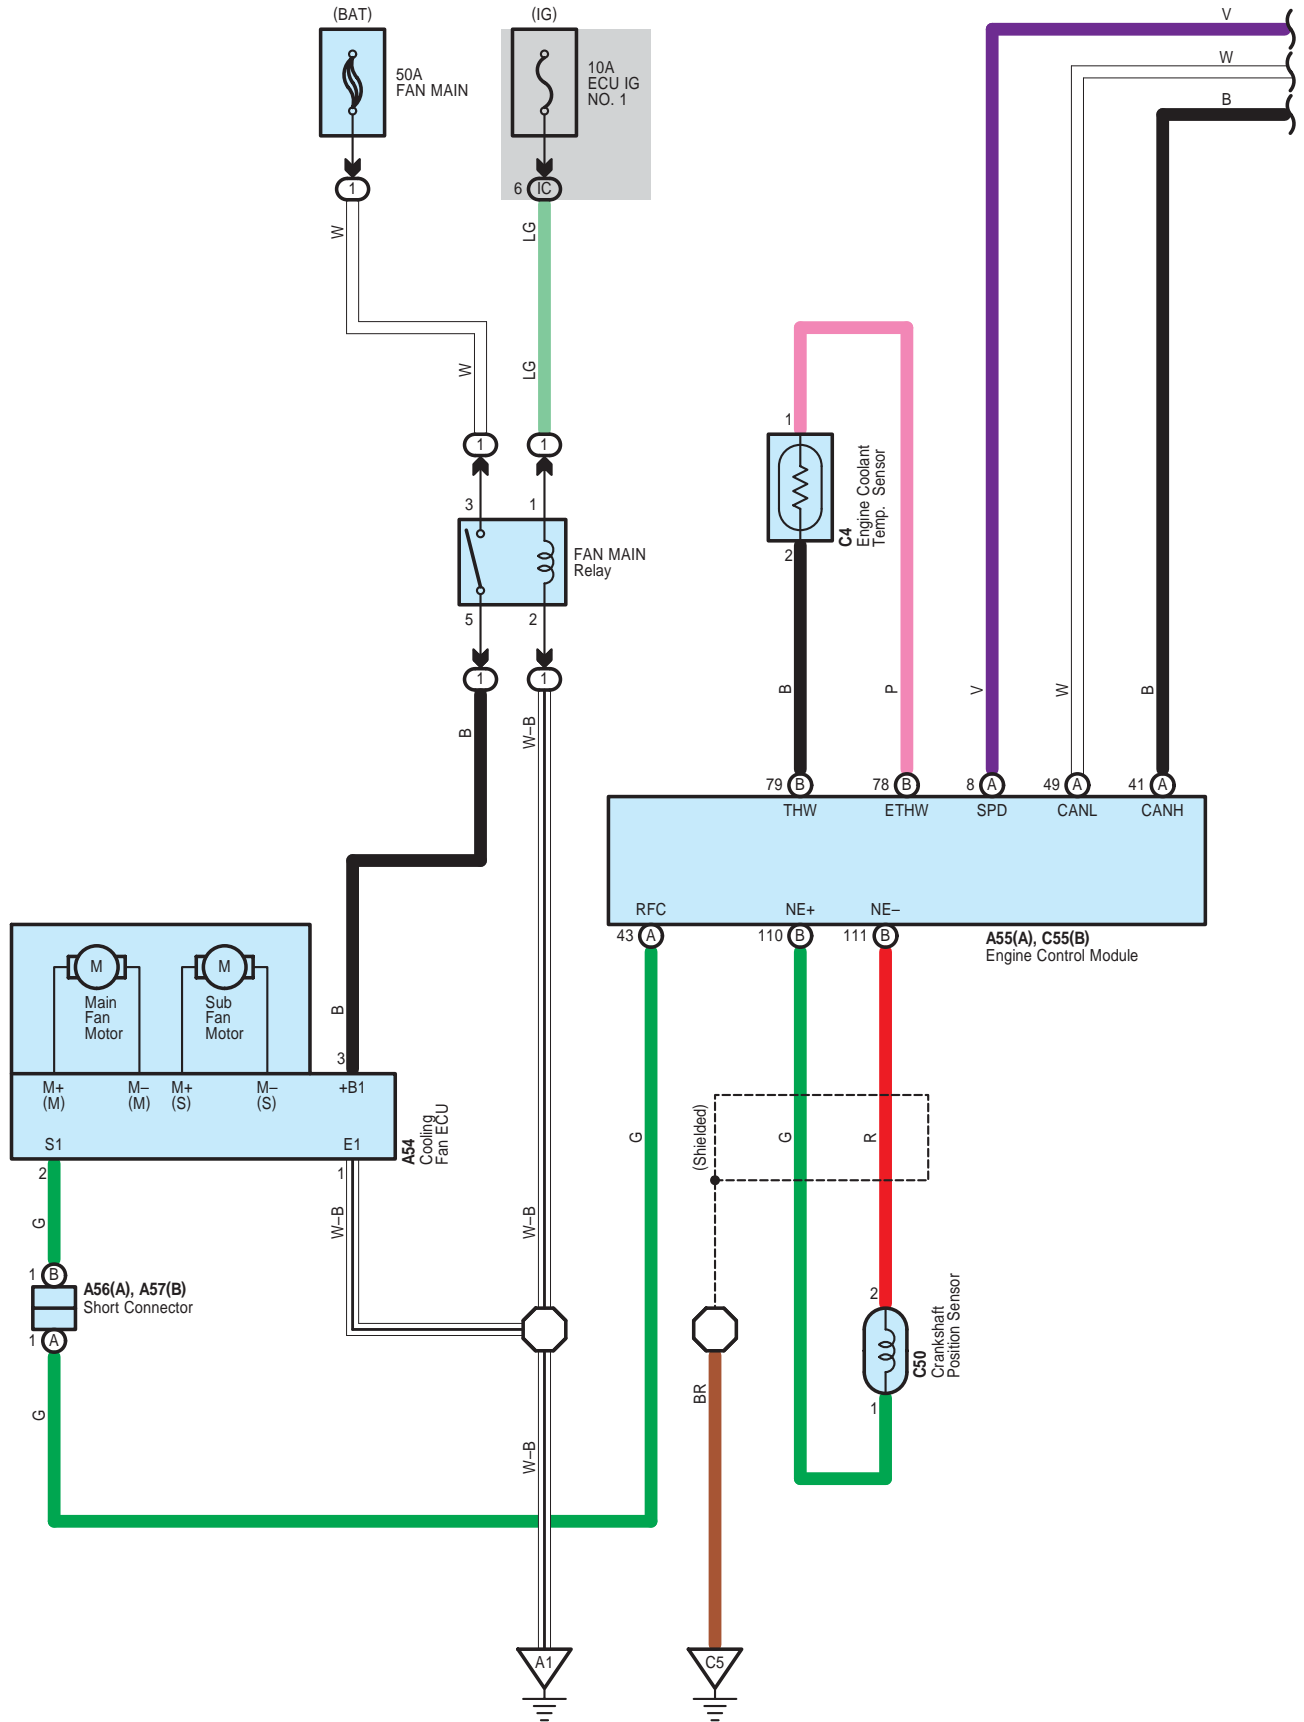 (BAT)
(IG)
V
50A
FAN MAIN
10A
ECU IG
NO. 1
W
B
1
6 IC
W
LG
W
LG
1
1
1
3
1
C4
Engine Coolant
Temp. Sensor
FAN MAIN
Relay
2
5
2
1
1
B
W–B
B
P
V
W
B
79 B
78 B
8 A
49 A
41 A
THW
ETHW
SPD
CANL
CANH
RFC
NE+
NE–
43 A
110 B
111 B
A55(A), C55(B)
Engine Control Module
M
M
Main
Fan
Motor
Sub
Fan
Motor
B
3
M+
(M)
M–
(M)
M+
(S)
M–
(S)
+B1
S1
E1
A54
Cooling
Fan ECU
2
1
G
(Shielded)
G
R
G
W–B
W–B
1 B
A56(A), A57(B)
Short Connector
1 A
2
C50
Crankshaft
Position Sensor
1
G
BR
W–B
A1
C5